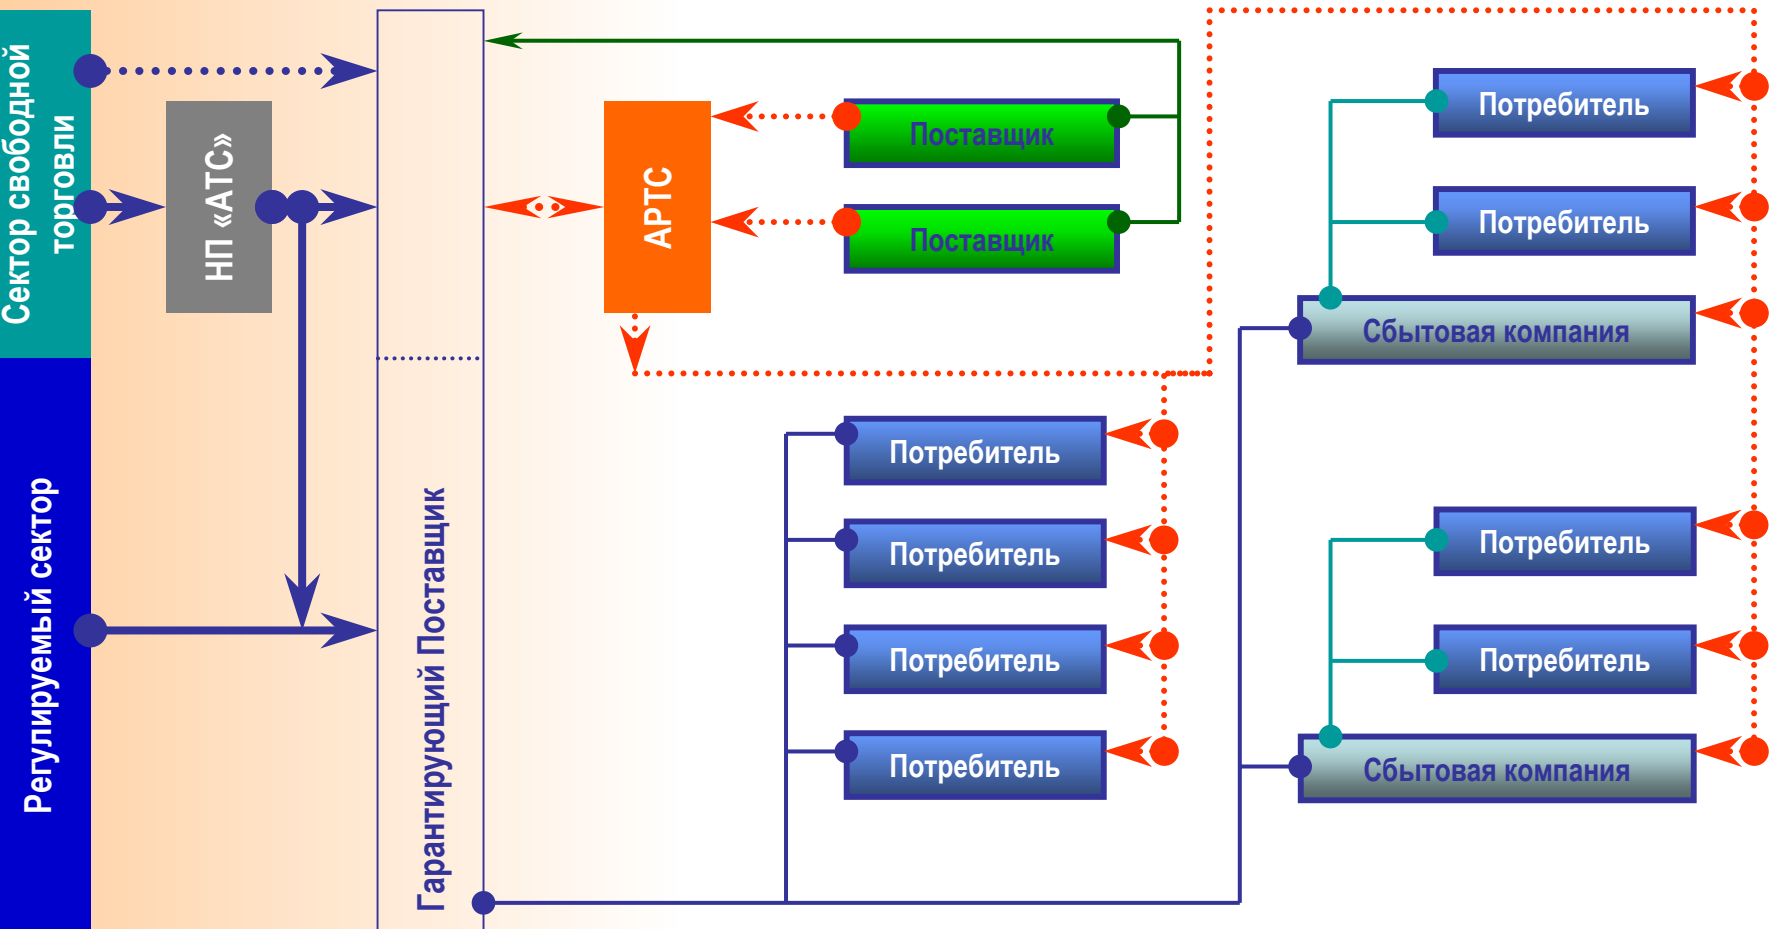 Сектор свободной
торговли
Регулируемый сектор
НП «АТС»
Гарантирующий Поставщик
АРТС
Поставщик
Поставщик
Потребитель
Потребитель
Потребитель
Потребитель
Потребитель
Потребитель
Сбытовая компания
Потребитель
Потребитель
Сбытовая компания